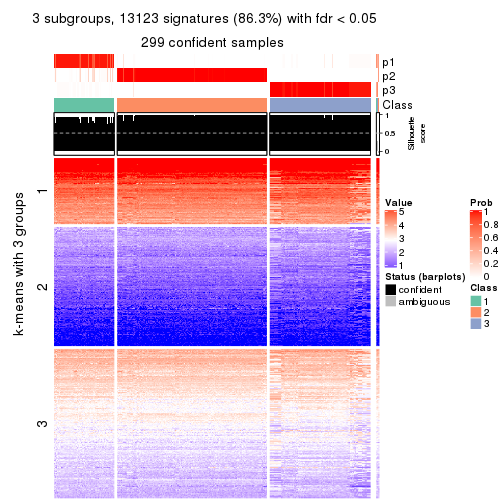 3 subgroups, 13123 signatures (86.3%) with fdr < 0.05
299 confident samples
p1
p2
p3
Class
1
0.5
0
Silhouette
score
k-means with 3 groups
1
2
3
Value
5
4
3
2
1
Status (barplots)
confident
ambiguous
Prob
1
0.8
0.6
0.4
0.2
0
Class
1
2
3